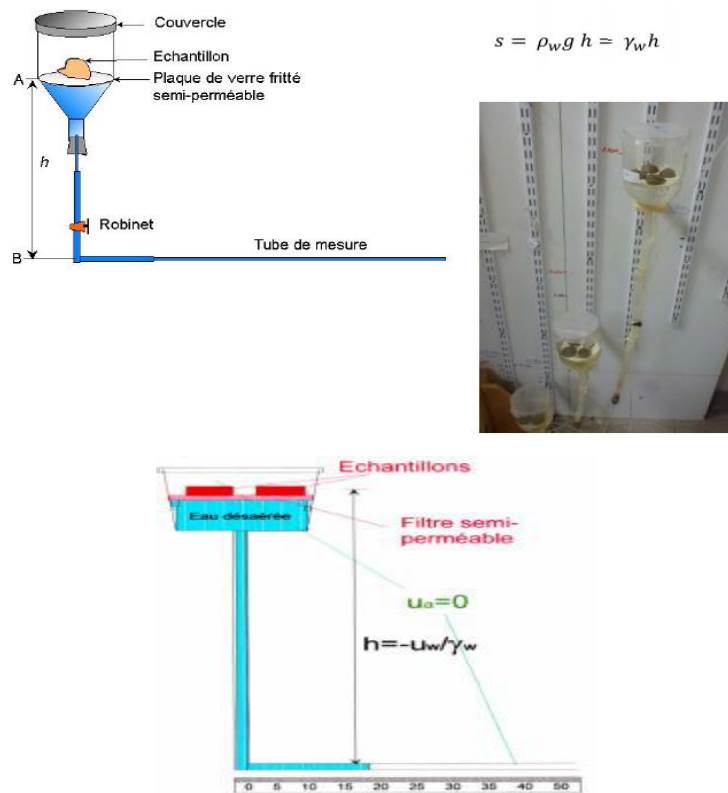 Couvercle
s = ρwg h = γwh
Echantillon
A
Plaque de verre fritté
semi-perméable
h
Robinet
B
Tube de mesure
Echantillons
Eau désaérée
Filtre semi-
perméable
ua=0
h=-uw/γw
0 5 10 15 20 25 30 35 40 50